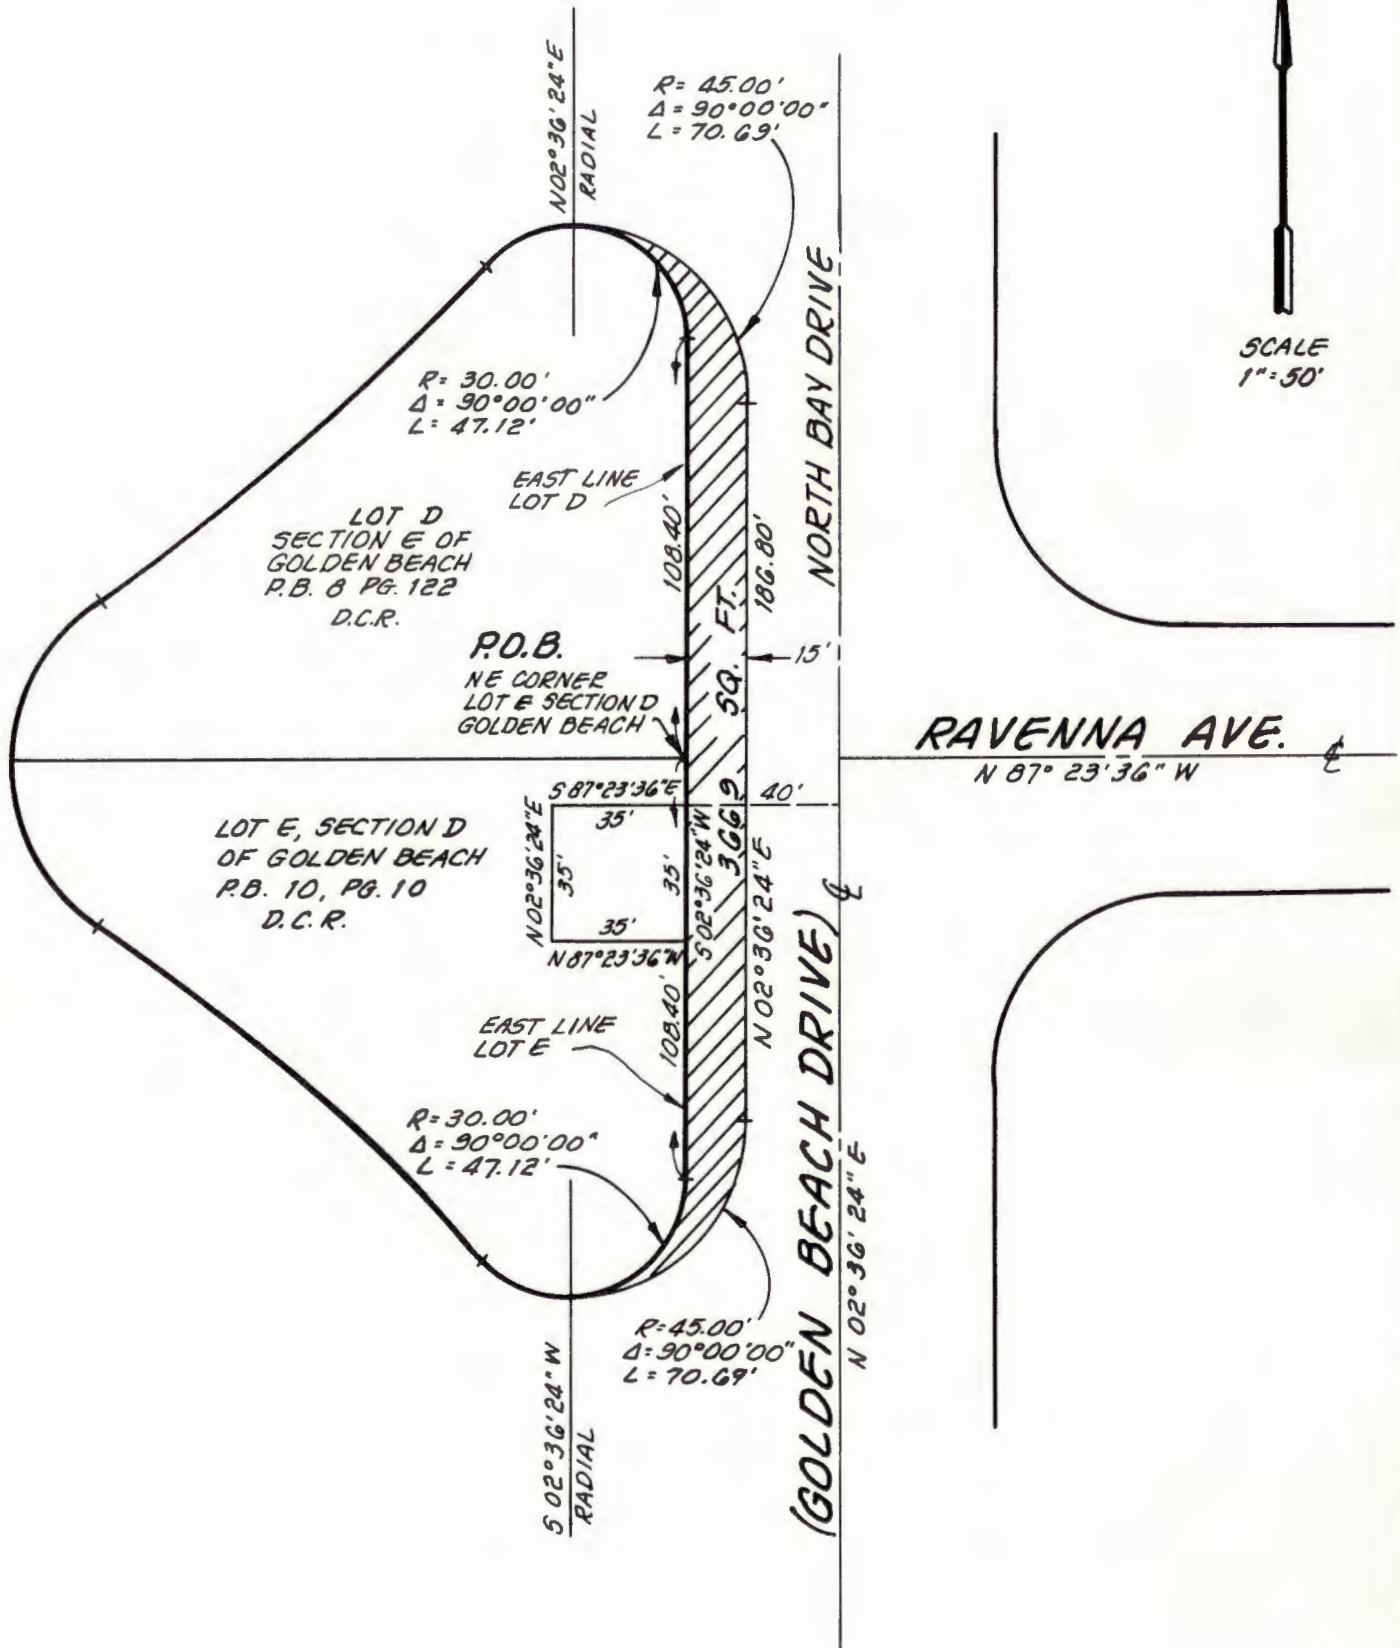 N02°36'24"E
RADIAL
R= 45.00'
Δ= 90°00'00"
L= 70.69'
SCALE
1"=50'
NORTH BAY DRIVE
R= 30.00'
Δ= 90°00'00"
L= 47.12'
EAST LINE
LOT D
108.40'
186.80'
LOT D
SECTION E OF
GOLDEN BEACH
P.B. 8 PG. 122
D.C.R.
P.O.B.
NE CORNER
LOT E SECTION D
GOLDEN BEACH
15'
RAVENNA AVE.
N 87° 23'36" W
℄
S 87°23'36"E
35'
40'
N02°36'24"E
35'
35'
S02°36'24"W
3669 SQ. FT.
N 02°36'24"E
35'
N 87°23'36"W
LOT E, SECTION D
OF GOLDEN BEACH
P.B. 10, PG. 10
D.C.R.
℄
(GOLDEN BEACH DRIVE)
108.40'
EAST LINE
LOT E
R= 30.00'
Δ= 90°00'00"
L= 47.12'
N 02°36'24"E
R=45.00'
Δ=90°00'00"
L=70.69'
S 02°36'24"W
RADIAL